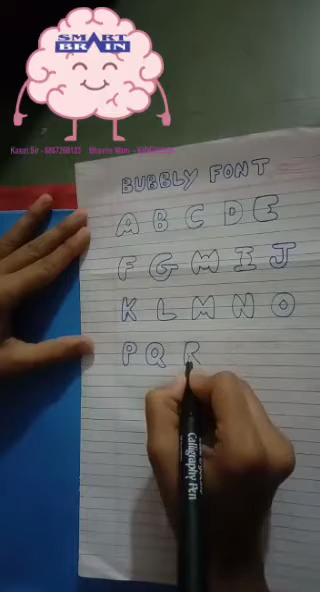 SMART
BRAIN
BUBBLY FONT
A B C D E
F G M I J
K L M N O
P Q R
Calligraphy Pen